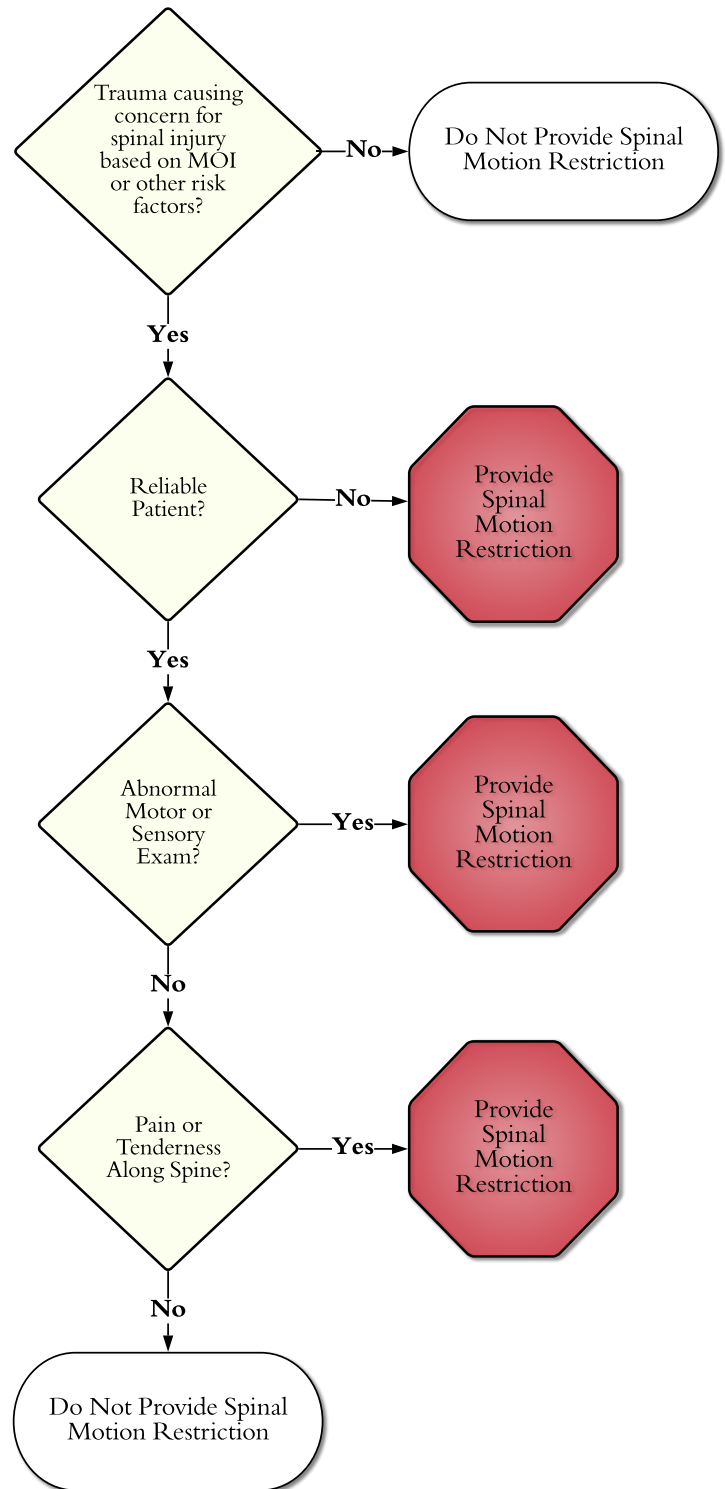 Trauma causing
concern for
spinal injury
based on MOI
or other risk
factors?
No
Do Not Provide Spinal
Motion Restriction
Yes
Reliable
Patient?
No
Provide
Spinal
Motion
Restriction
Yes
Abnormal
Motor or
Sensory
Exam?
Yes
Provide
Spinal
Motion
Restriction
No
Pain or
Tenderness
Along Spine?
Yes
Provide
Spinal
Motion
Restriction
No
Do Not Provide Spinal
Motion Restriction